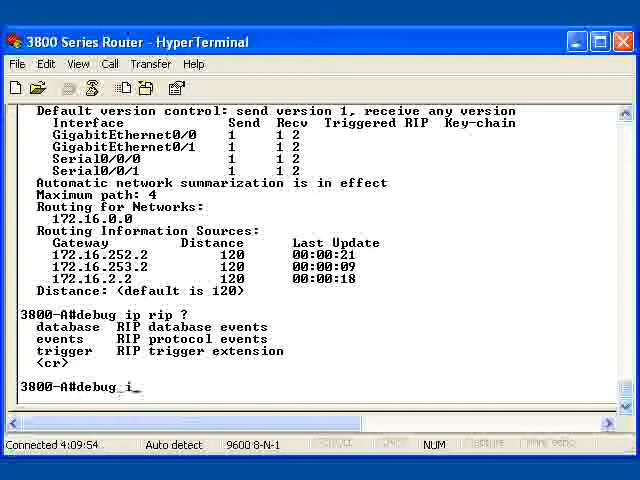 3800 Series Router - HyperTerminal
File Edit View Call Transfer Help
Default version control: send version 1, receive any version
Interface Send Recv Triggered RIP Key-chain
GigabitEthernet0/0 1 1 2
GigabitEthernet0/1 1 1 2
Serial0/0/0 1 1 2
Serial0/0/1 1 1 2
Automatic network summarization is in effect
Maximum path: 4
Routing for Networks:
172.16.0.0
Routing Information Sources:
Gateway Distance Last Update
172.16.252.2 120 00:00:21
172.16.253.2 120 00:00:09
172.16.2.2 120 00:00:18
Distance: (default is 120)
3800-A#debug ip rip ?
database RIP database events
events RIP protocol events
trigger RIP trigger extension
<cr>
3800-A#debug i_
Connected 4:09:54 Auto detect 9600 8-N-1 NUM Capture